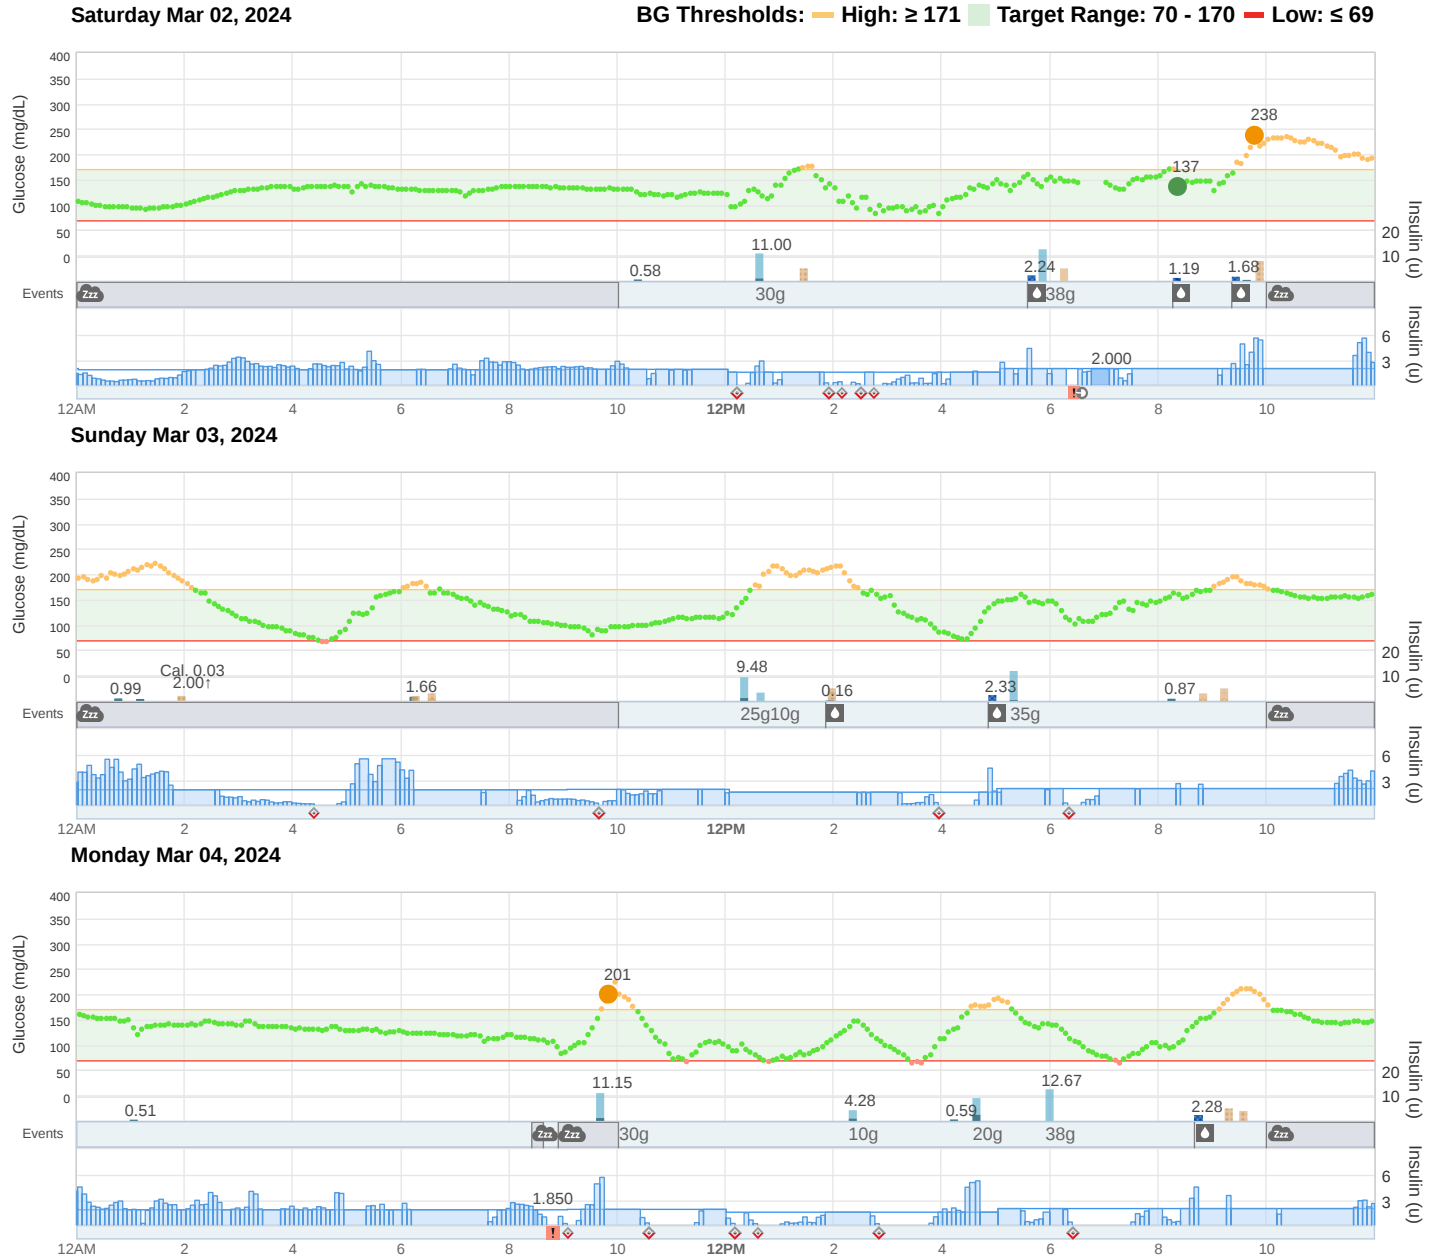 Saturday Mar 02, 2024
BG Thresholds: High: ≥ 171 Target Range: 70 - 170 Low: ≤ 69
Glucose (mg/dL)
400
350
300
250
200
150
100
50
0
238
137
Insulin (u)
20
10
0.58
11.00
2.24
1.19
1.68
Events
Zzz
30g
38g
Zzz
Insulin (u)
6
3
2.000
!
12AM 2 4 6 8 10 12PM 2 4 6 8 10
Sunday Mar 03, 2024
Glucose (mg/dL)
400
350
300
250
200
150
100
50
0
Insulin (u)
20
10
0.99
Cal. 0.03
2.00↑
1.66
9.48
0.16
2.33
0.87
Events
Zzz
25g10g
35g
Zzz
Insulin (u)
6
3
12AM 2 4 6 8 10 12PM 2 4 6 8 10
Monday Mar 04, 2024
Glucose (mg/dL)
400
350
300
250
200
150
100
50
0
201
Insulin (u)
20
10
0.51
11.15
4.28
0.59
12.67
2.28
Events
Zzz
Zzz
30g
10g
20g
38g
Zzz
Insulin (u)
6
3
1.850
!
12AM 2 4 6 8 10 12PM 2 4 6 8 10